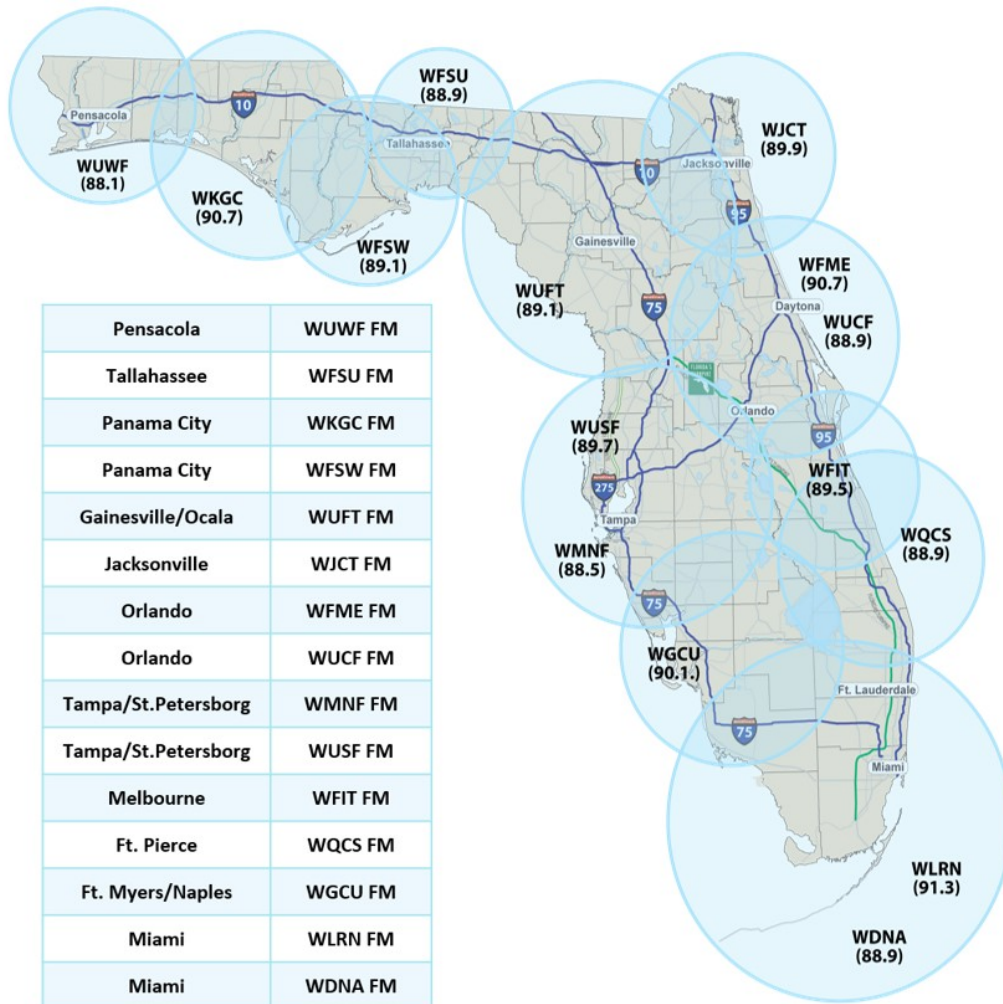 WFSU
(88.9)
10
Pensacola
Tallahassee
WUWF
(88.1)
WKGC
(90.7)
WFSW
(89.1)
WJCT
(89.9)
Jacksonville
10
95
Gainesville
WUFT
(89.1)
75
WFME
(90.7)
Daytona
WUCF
(88.9)
Orlando
WUSF
(89.7)
95
275
WFIT
(89.5)
Tampa
WMNF
(88.5)
WQCS
(88.9)
75
WGCU
(90.1.)
Ft. Lauderdale
75
Miami
WLRN
(91.3)
WDNA
(88.9)
Pensacola WUWF FM
Tallahassee WFSU FM
Panama City WKGC FM
Panama City WFSW FM
Gainesville/Ocala WUFT FM
Jacksonville WJCT FM
Orlando WFME FM
Orlando WUCF FM
Tampa/St.Petersborg WMNF FM
Tampa/St.Petersborg WUSF FM
Melbourne WFIT FM
Ft. Pierce WQCS FM
Ft. Myers/Naples WGCU FM
Miami WLRN FM
Miami WDNA FM